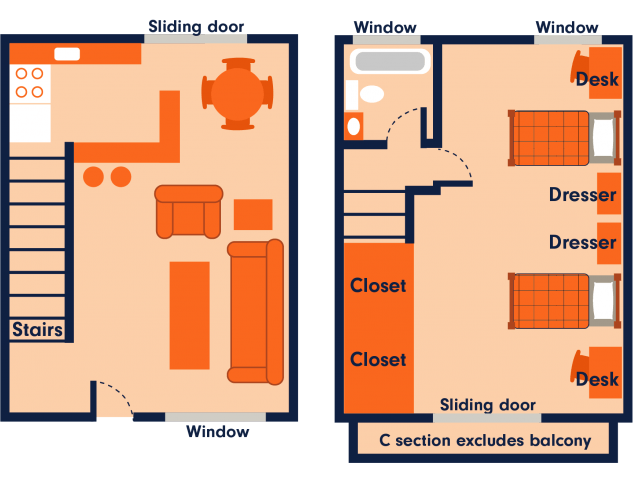 Sliding door
Stairs
Window
Window
Window
Desk
Dresser
Dresser
Closet
Closet
Desk
Sliding door
C section excludes balcony